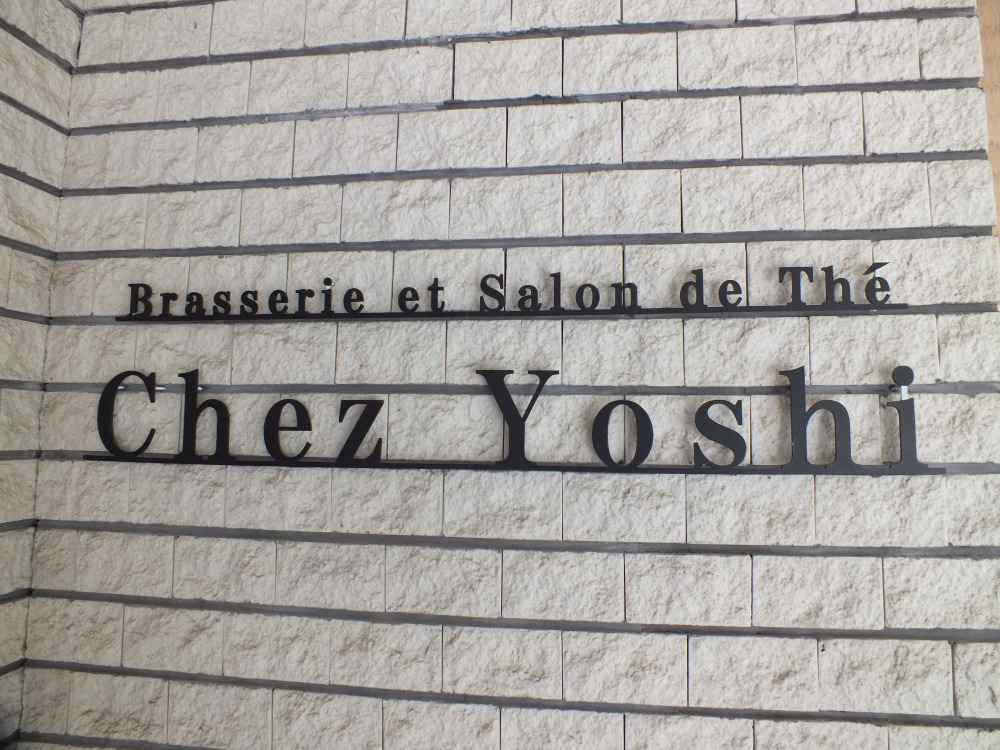 Brasserie et Salon de Thé
Chez Yoshi